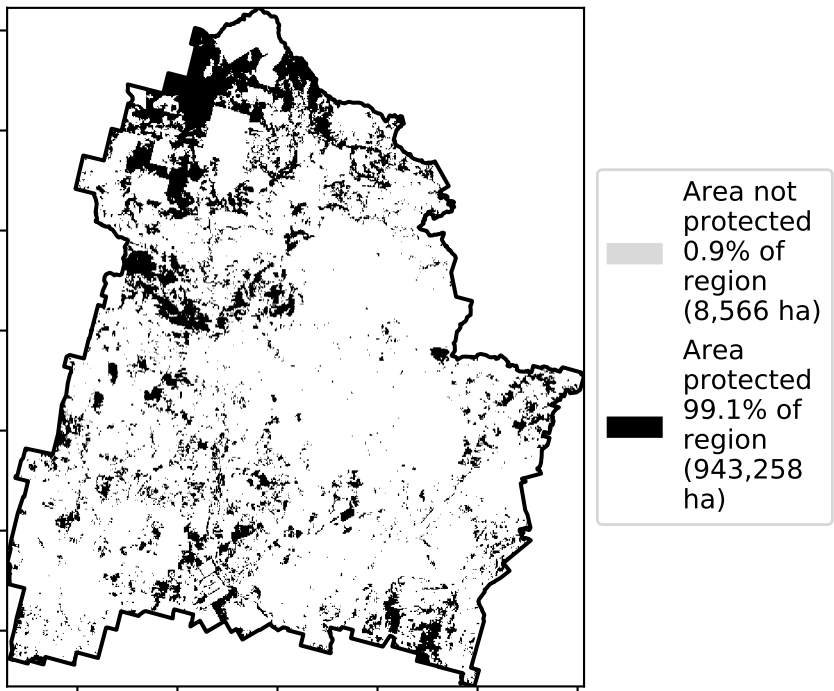 Area not
protected
0.9% of
region
(8,566 ha)
Area
protected
99.1% of
region
(943,258
ha)